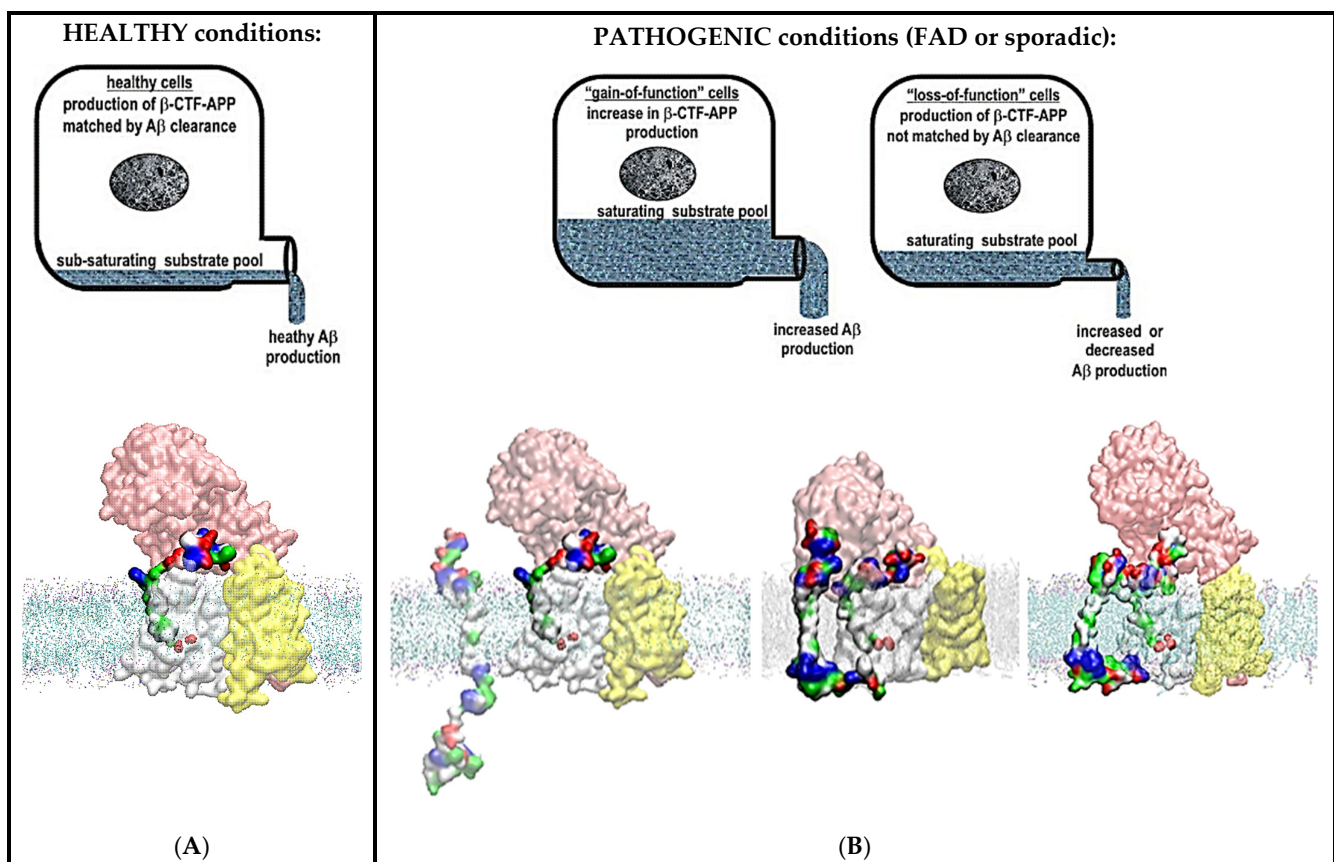 HEALTHY conditions:
healthy cells
production of β-CTF-APP
matched by Aβ clearance
sub-saturating substrate pool
heathy Aβ
production
(A)
PATHOGENIC conditions (FAD or sporadic):
“gain-of-function” cells
increase in β-CTF-APP
production
saturating substrate pool
increased Aβ
production
“loss-of-function” cells
production of β-CTF-APP
not matched by Aβ clearance
saturating substrate pool
increased or
decreased
Aβ production
(B)